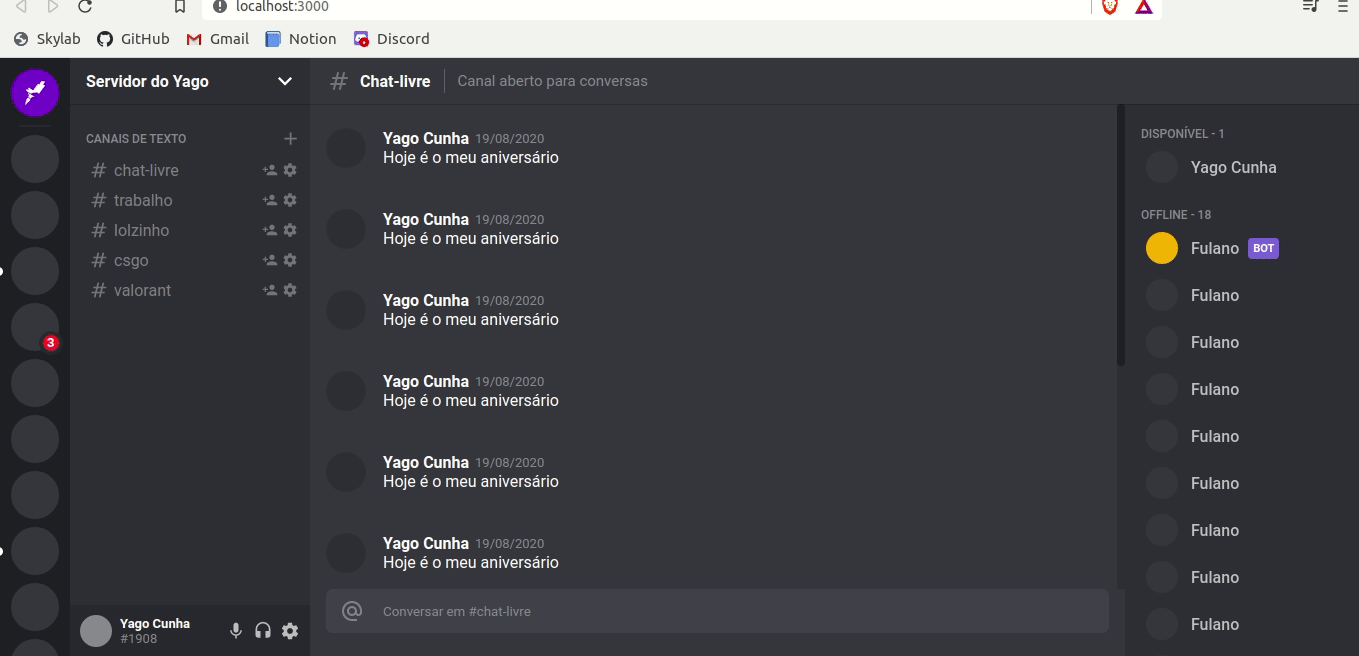 localhost:3000
Skylab GitHub Gmail Notion Discord
Servidor do Yago
# Chat-livre Canal aberto para conversas
CANAIS DE TEXTO
# chat-livre
# trabalho
# lolzinho
# csgo
# valorant
3
Yago Cunha
#1908
Yago Cunha 19/08/2020
Hoje é o meu aniversário
Yago Cunha 19/08/2020
Hoje é o meu aniversário
Yago Cunha 19/08/2020
Hoje é o meu aniversário
Yago Cunha 19/08/2020
Hoje é o meu aniversário
Yago Cunha 19/08/2020
Hoje é o meu aniversário
Yago Cunha 19/08/2020
Hoje é o meu aniversário
@ Conversar em #chat-livre
DISPONÍVEL - 1
Yago Cunha
OFFLINE - 18
Fulano BOT
Fulano
Fulano
Fulano
Fulano
Fulano
Fulano
Fulano
Fulano